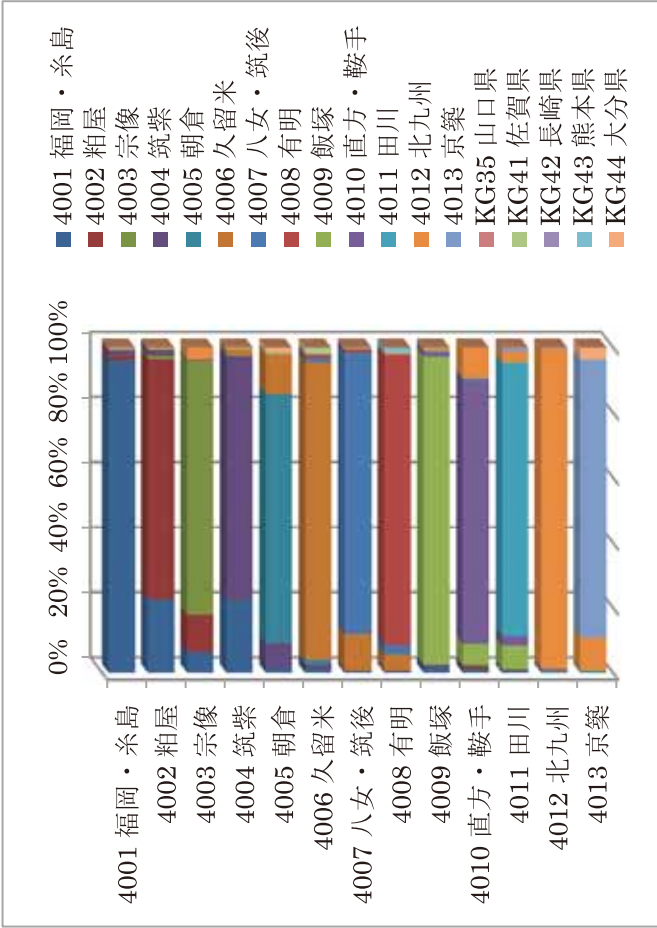 0% 20% 40% 60% 80% 100%
4001 福岡・糸島
4002 粕屋
4003 宗像
4004 筑紫
4005 朝倉
4006 久留米
4007 八女・筑後
4008 有明
4009 飯塚
4010 直方・鞍手
4011 田川
4012 北九州
4013 京築
4001 福岡・糸島
4002 粕屋
4003 宗像
4004 筑紫
4005 朝倉
4006 久留米
4007 八女・筑後
4008 有明
4009 飯塚
4010 直方・鞍手
4011 田川
4012 北九州
4013 京築
KG35 山口県
KG41 佐賀県
KG42 長崎県
KG43 熊本県
KG44 大分県